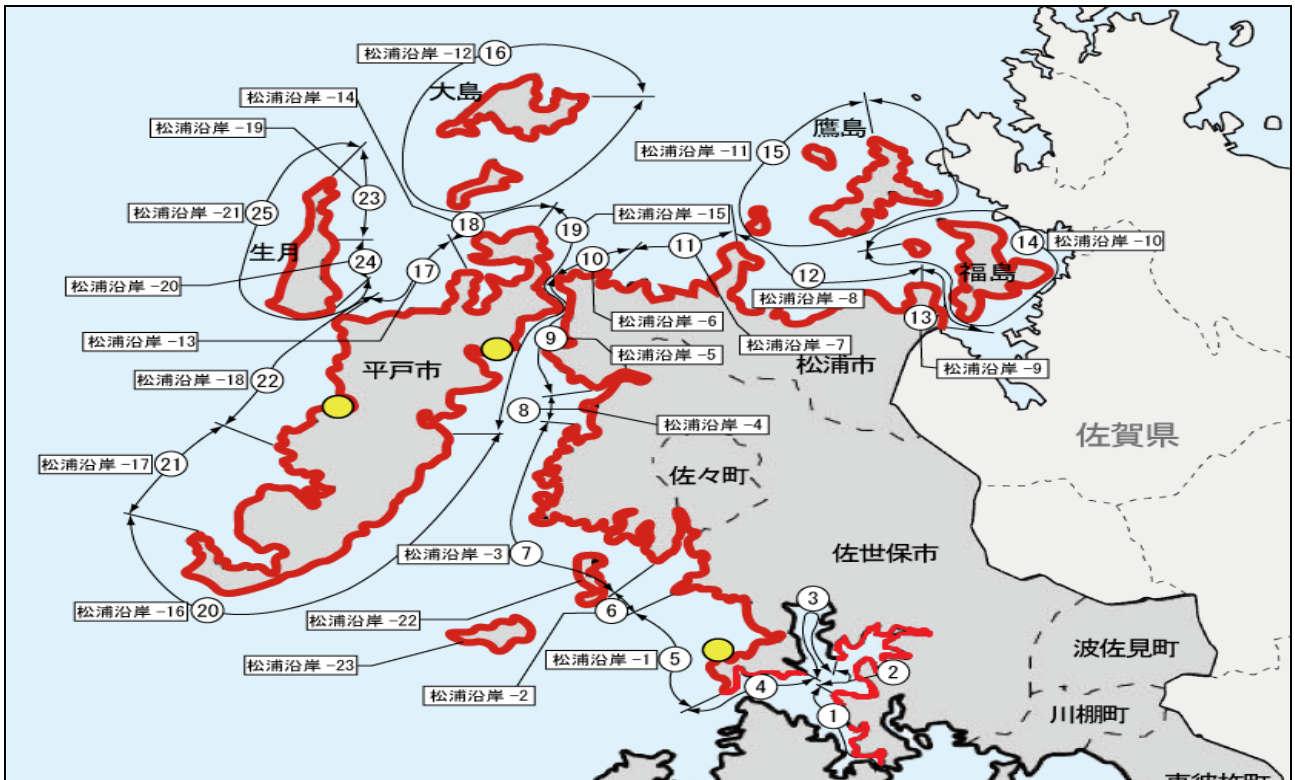 松浦沿岸 -12
16
大島
松浦沿岸 -14
松浦沿岸 -19
23
松浦沿岸 -21
25
生月
24
松浦沿岸 -20
18
17
19
松浦沿岸 -15
松浦沿岸 -13
10
11
鷹島
松浦沿岸 -11
15
14
松浦沿岸 -10
福島
12
松浦沿岸 -8
13
松浦沿岸 -6
松浦沿岸 -7
松浦沿岸 -9
9
松浦沿岸 -5
松浦市
平戸市
松浦沿岸 -18
22
8
松浦沿岸 -4
佐賀県
松浦沿岸 -17
21
佐々町
松浦沿岸 -3
7
佐世保市
松浦沿岸 -16
20
松浦沿岸 -22
6
3
松浦沿岸 -23
松浦沿岸 -1
5
松浦沿岸 -2
4
2
1
波佐見町
川棚町
東彼杵町